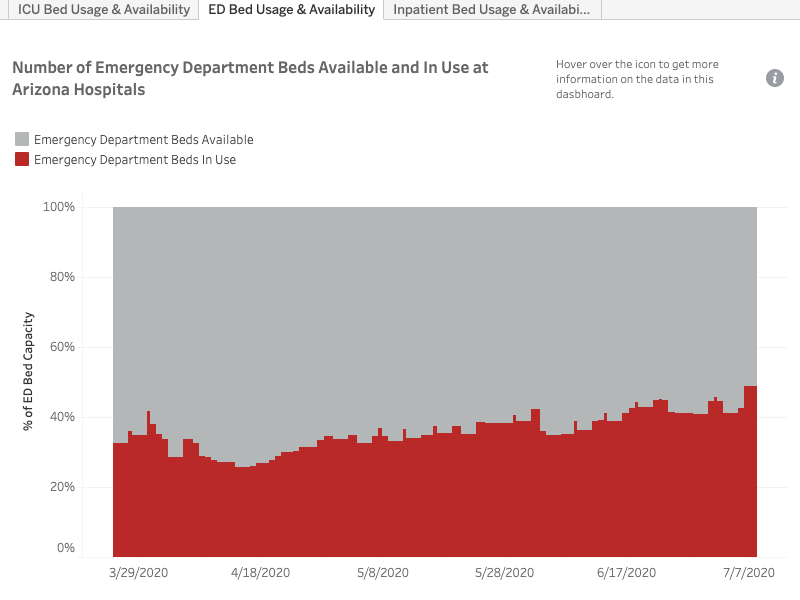 ICU Bed Usage & Availability
ED Bed Usage & Availability
Inpatient Bed Usage & Availabi...
Number of Emergency Department Beds Available and In Use at
Arizona Hospitals
Hover over the icon to get more
information on the data in this
dasbhoard.
i
Emergency Department Beds Available
Emergency Department Beds In Use
% of ED Bed Capacity
100%
80%
60%
40%
20%
0%
3/29/2020
4/18/2020
5/8/2020
5/28/2020
6/17/2020
7/7/2020